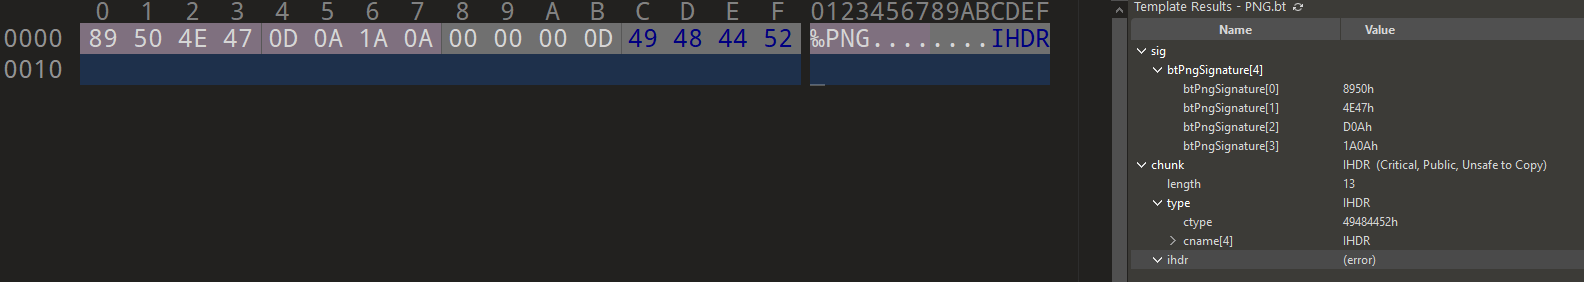 0 1 2 3 4 5 6 7 8 9 A B C D E F 0123456789ABCDEF
0000 89 50 4E 47 0D 0A 1A 0A 00 00 00 0D 49 48 44 52 ‰PNG........IHDR
0010
Template Results - PNG.bt
Name Value
sig
btPngSignature[4]
btPngSignature[0] 8950h
btPngSignature[1] 4E47h
btPngSignature[2] D0Ah
btPngSignature[3] 1A0Ah
chunk IHDR (Critical, Public, Unsafe to Copy)
length 13
type IHDR
ctype 49484452h
cname[4] IHDR
ihdr (error)